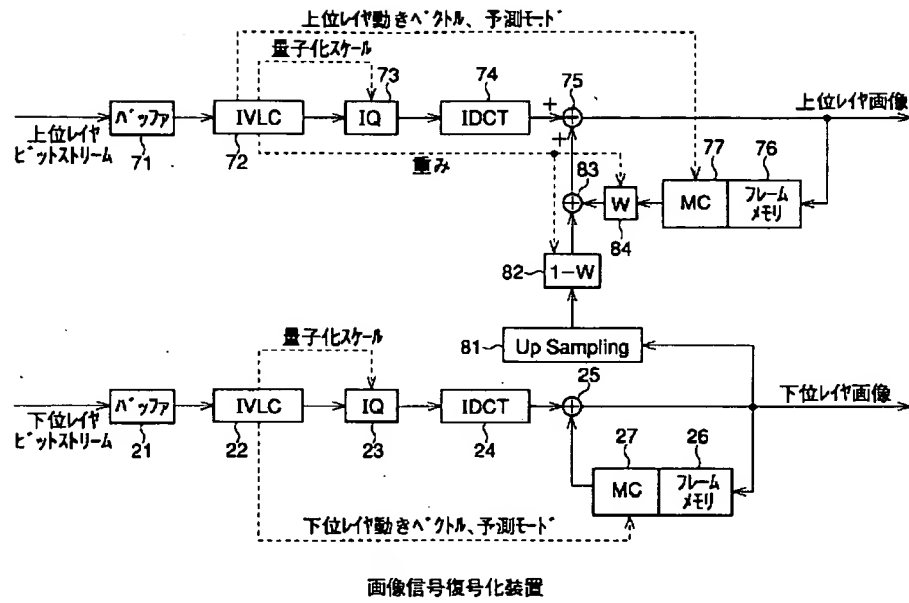 上位レイヤ動きベクトル、予測モード
量子化スケール
73
74
75
バッファ
IVLC
IQ
IDCT
+
+
上位レイヤ画像
上位レイヤ
ビットストリーム
71
72
重み
83
77
76
W
MC
フレーム
メモリ
84
82
1−W
量子化スケール
81
Up Sampling
25
バッファ
IVLC
IQ
IDCT
下位レイヤ画像
下位レイヤ
ビットストリーム
21
22
23
24
27
26
MC
フレーム
メモリ
下位レイヤ動きベクトル、予測モード
画像信号復号化装置